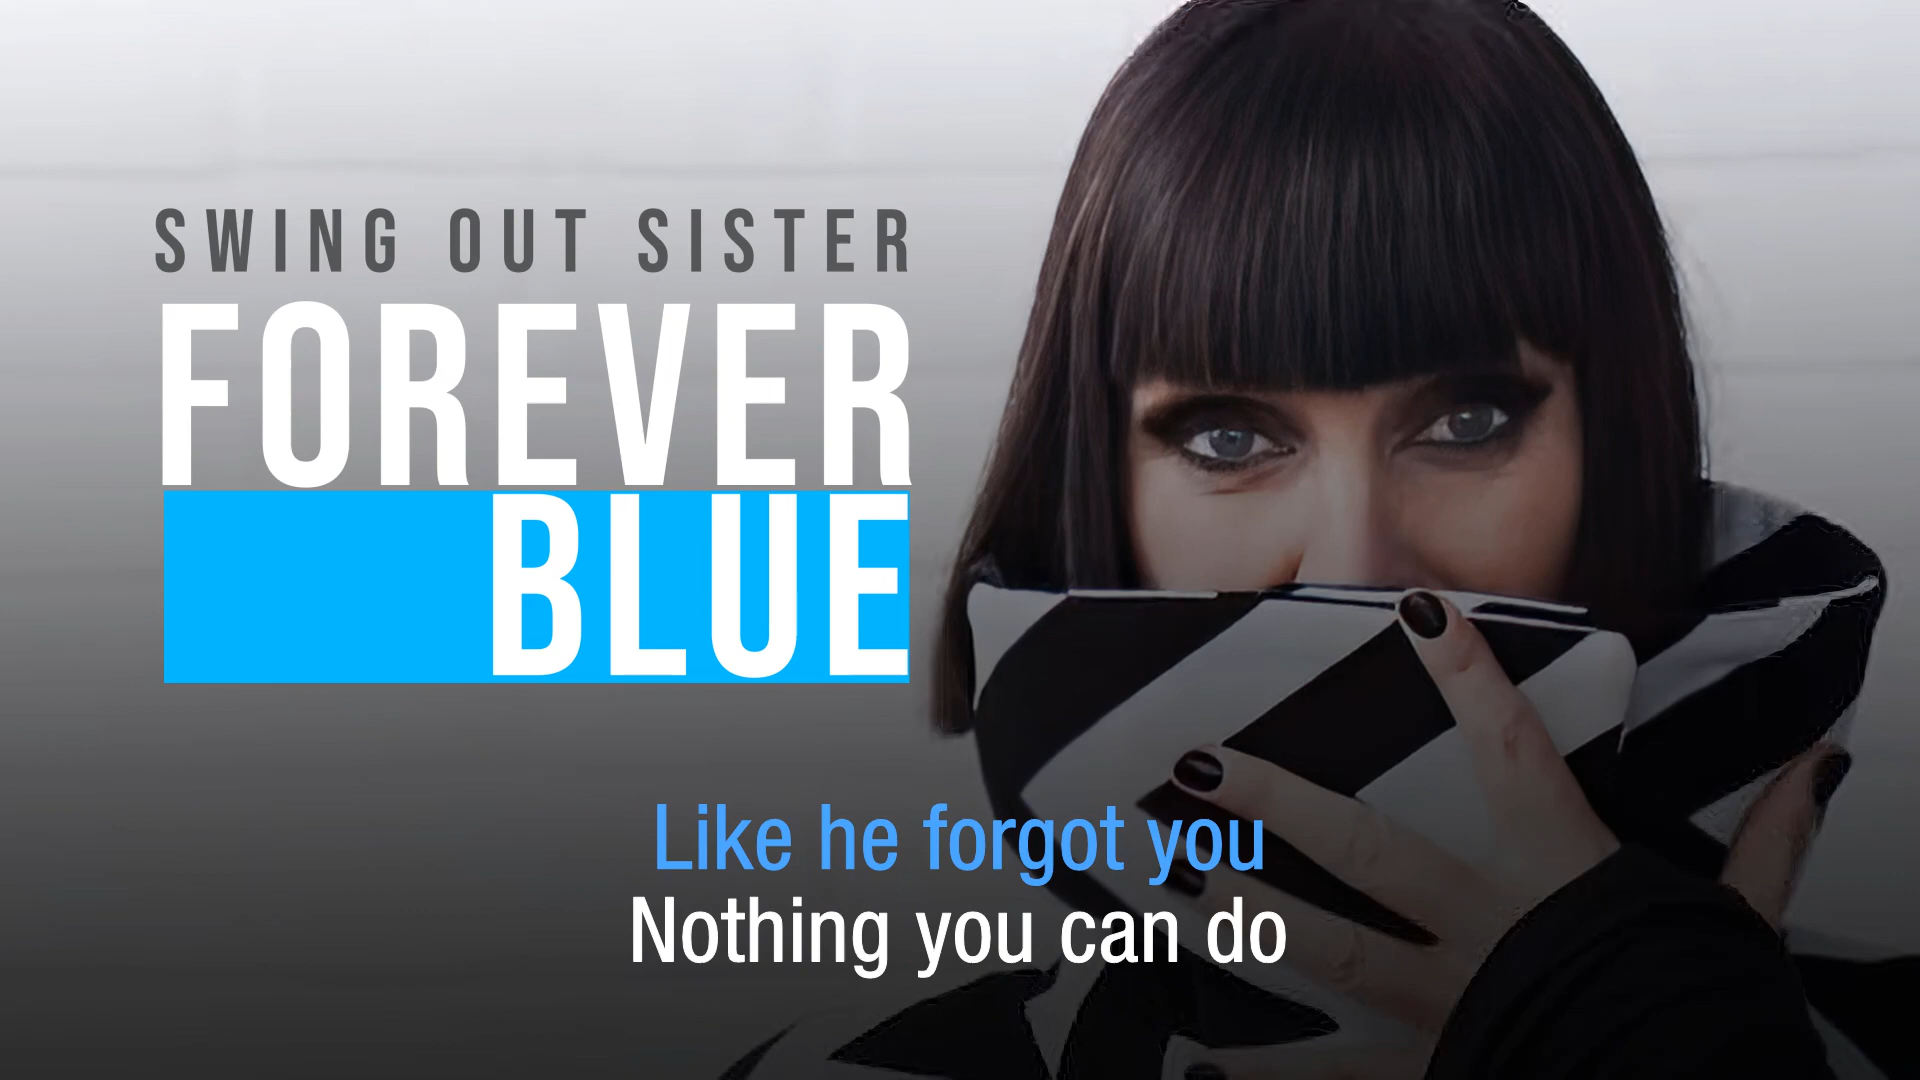 SWING OUT SISTER
FOREVER
BLUE
Like he forgot you
Nothing you can do